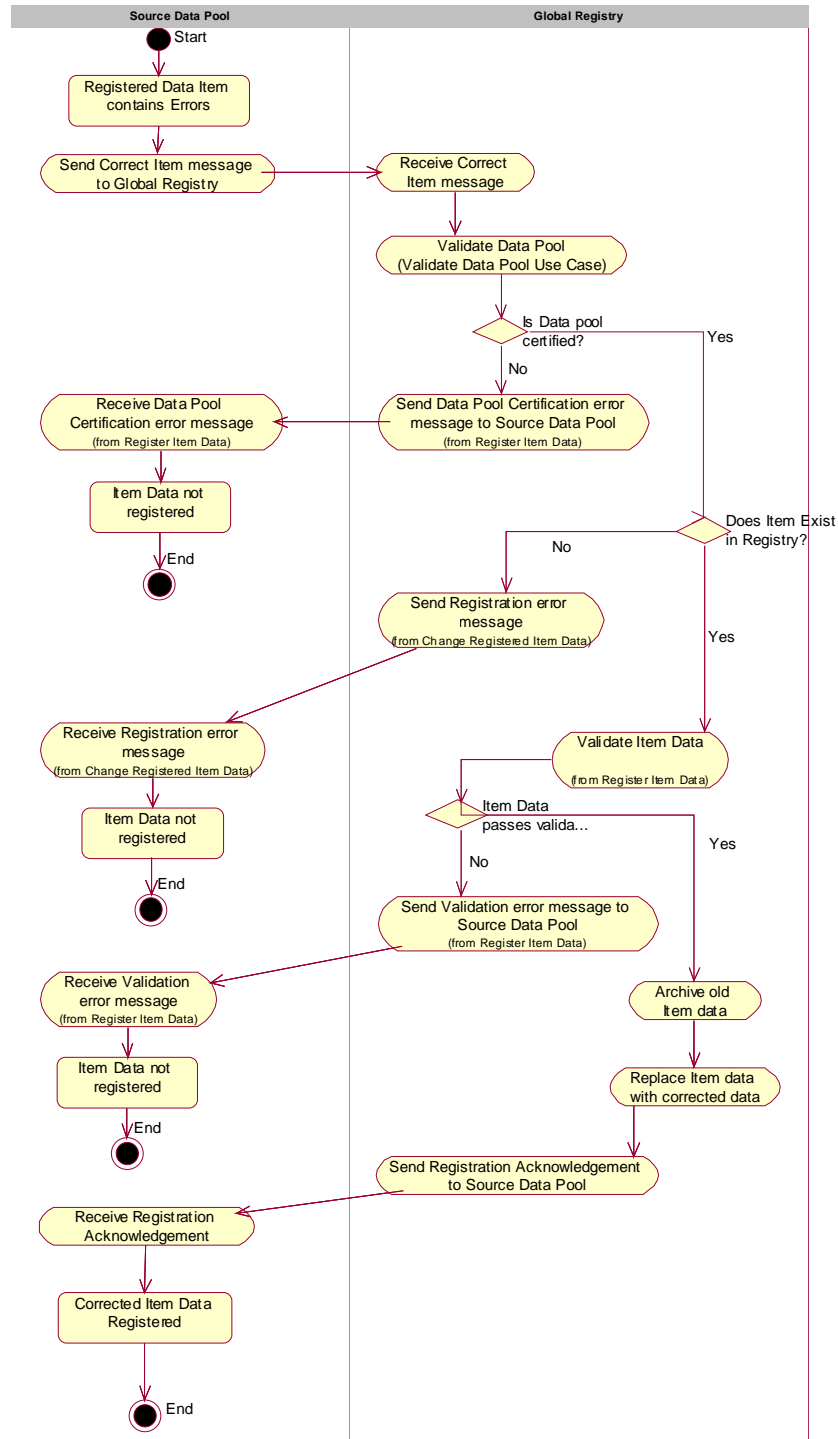 Source Data Pool
Global Registry
Start
Registered Data Item
contains Errors
Send Correct Item message
to Global Registry
Receive Correct
Item message
Validate Data Pool
(Validate Data Pool Use Case)
Is Data pool
certified?
Yes
No
Receive Data Pool
Certification error message
(from Register Item Data)
Send Data Pool Certification error
message to Source Data Pool
(from Register Item Data)
Item Data not
registered
Does Item Exist
in Registry?
No
End
Send Registration error
message
(from Change Registered Item Data)
Yes
Receive Registration error
message
(from Change Registered Item Data)
Validate Item Data
(from Register Item Data)
Item Data not
registered
Item Data
passes valida...
Yes
No
End
Send Validation error message to
Source Data Pool
(from Register Item Data)
Receive Validation
error message
(from Register Item Data)
Archive old
Item data
Item Data not
registered
Replace Item data
with corrected data
End
Send Registration Acknowledgement
to Source Data Pool
Receive Registration
Acknowledgement
Corrected Item Data
Registered
End